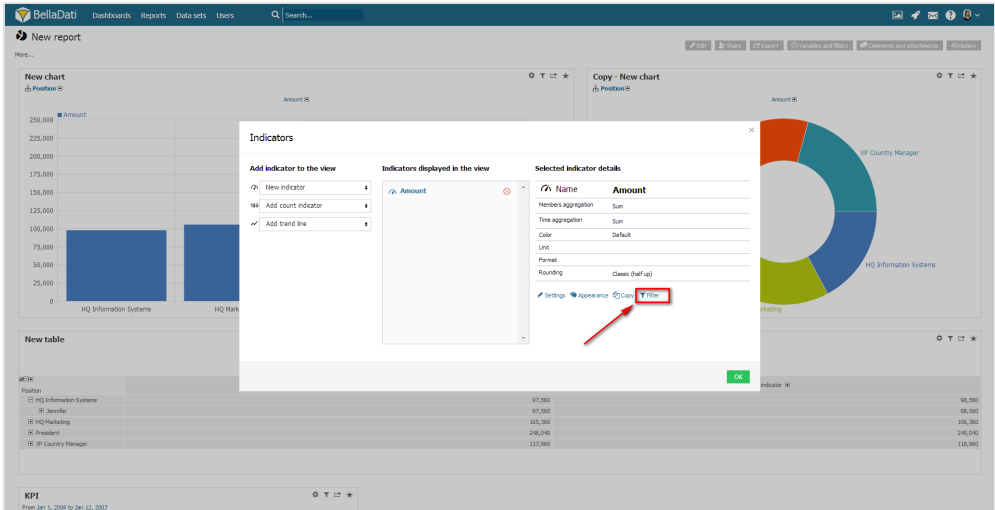 BellaDati Dashboards Reports Data sets Users Search...
New report
Edit Share Export Variables and filters Comments and attachments History
More...
New chart
Position
Amount
Amount
250,000
225,000
200,000
175,000
150,000
125,000
100,000
75,000
50,000
25,000
0
HQ Information Systems HQ Mark
Copy - New chart
Position
Amount
VP Country Manager
HQ Information Systems
arketing
Indicators
Add indicator to the view
New indicator
Add count indicator
Add trend line
Indicators displayed in the view
Amount
Selected indicator details
Name Amount
Members aggregation Sum
Time aggregation Sum
Color Default
Unit
Format
Rounding Classic (half up)
Settings Appearance Copy Filter
OK
New table
indicator
Position
HQ Information Systems 97,560 98,560
Jennifer 97,560 98,560
HQ Marketing 105,360 106,360
President 248,040 249,040
VP Country Manager 117,960 118,960
KPI
From Jan 1, 2006 to Jan 12, 2007